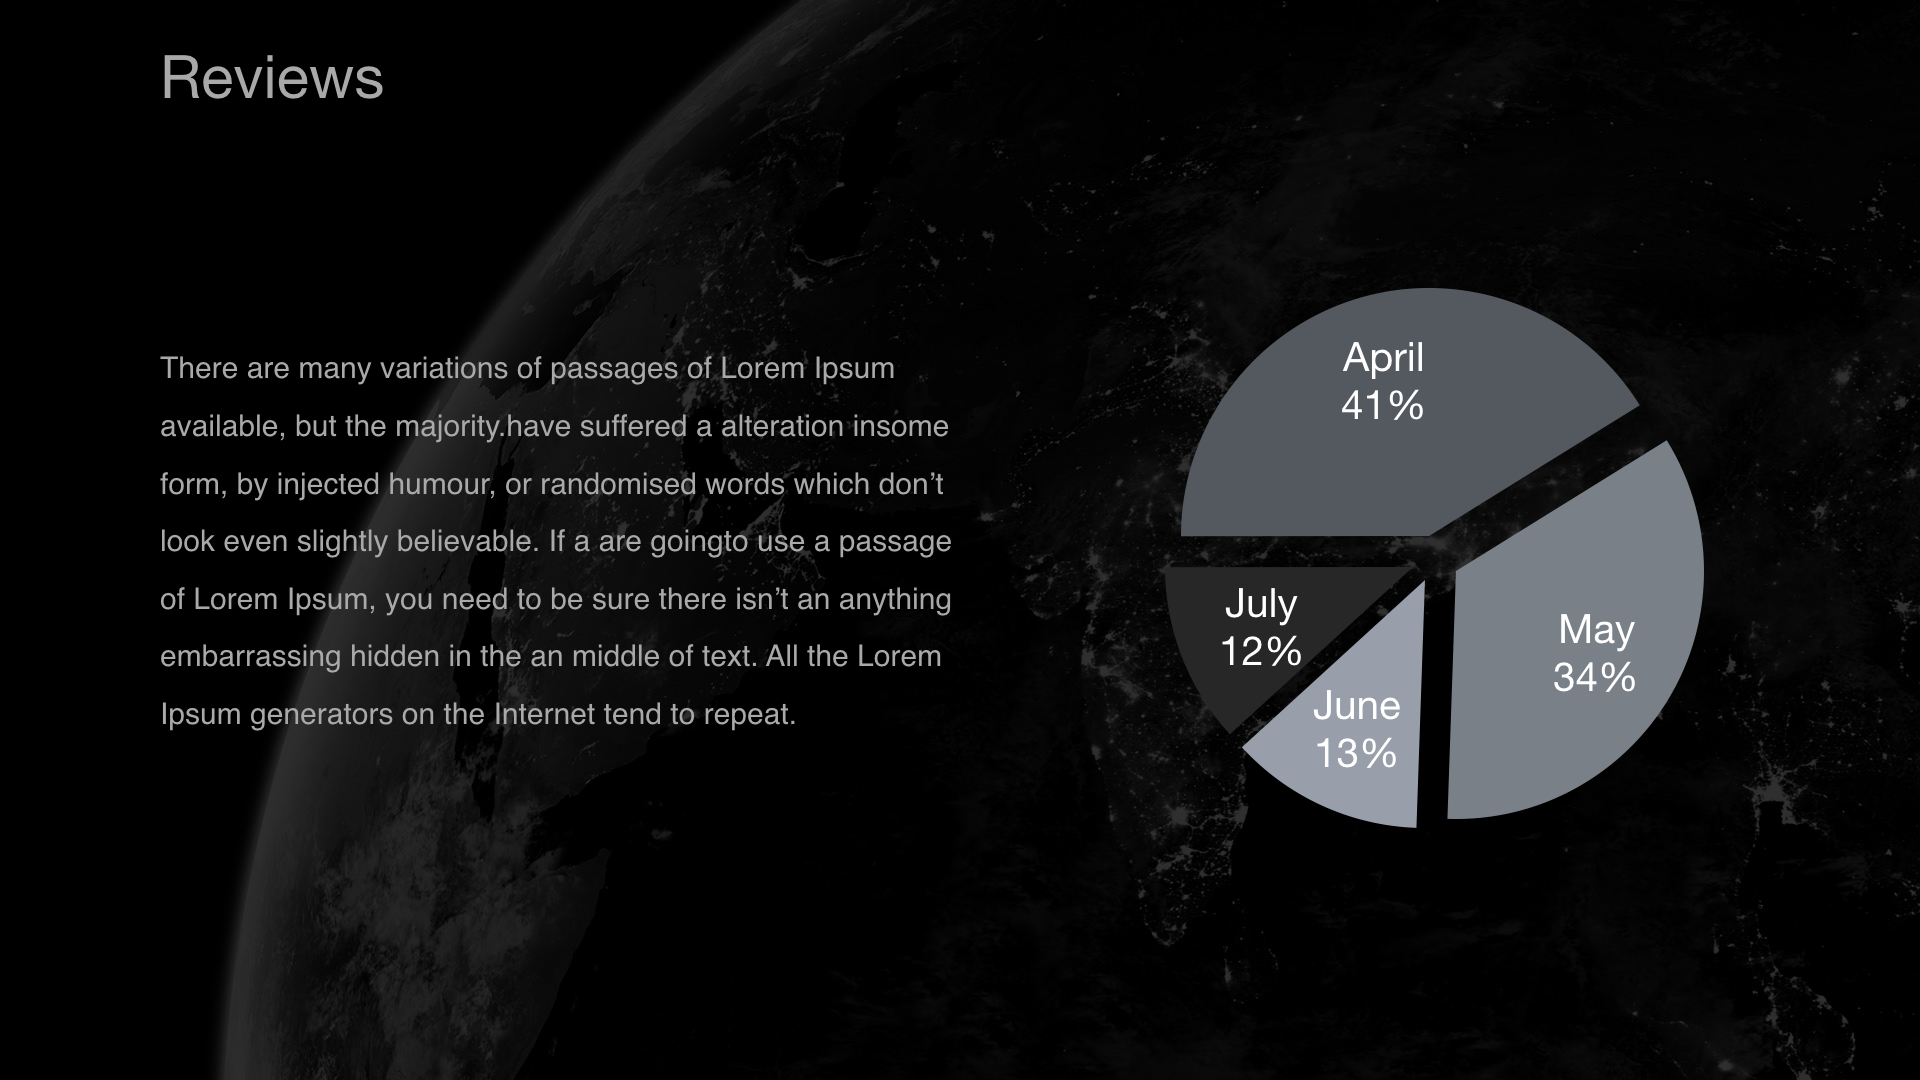 Reviews
There are many variations of passages of Lorem Ipsum
available, but the majority.have suffered a alteration insome
form, by injected humour, or randomised words which don’t
look even slightly believable. If a are goingto use a passage
of Lorem Ipsum, you need to be sure there isn’t an anything
embarrassing hidden in the an middle of text. All the Lorem
Ipsum generators on the Internet tend to repeat.
April
41%
May
34%
July
12%
June
13%